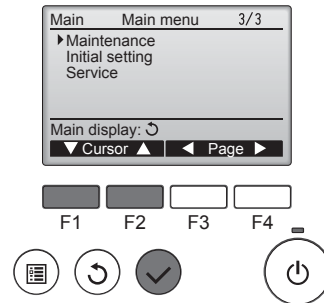 Main Main menu 3/3
Maintenance
Initial setting
Service
Main display:
Cursor Page
F1 F2 F3 F4